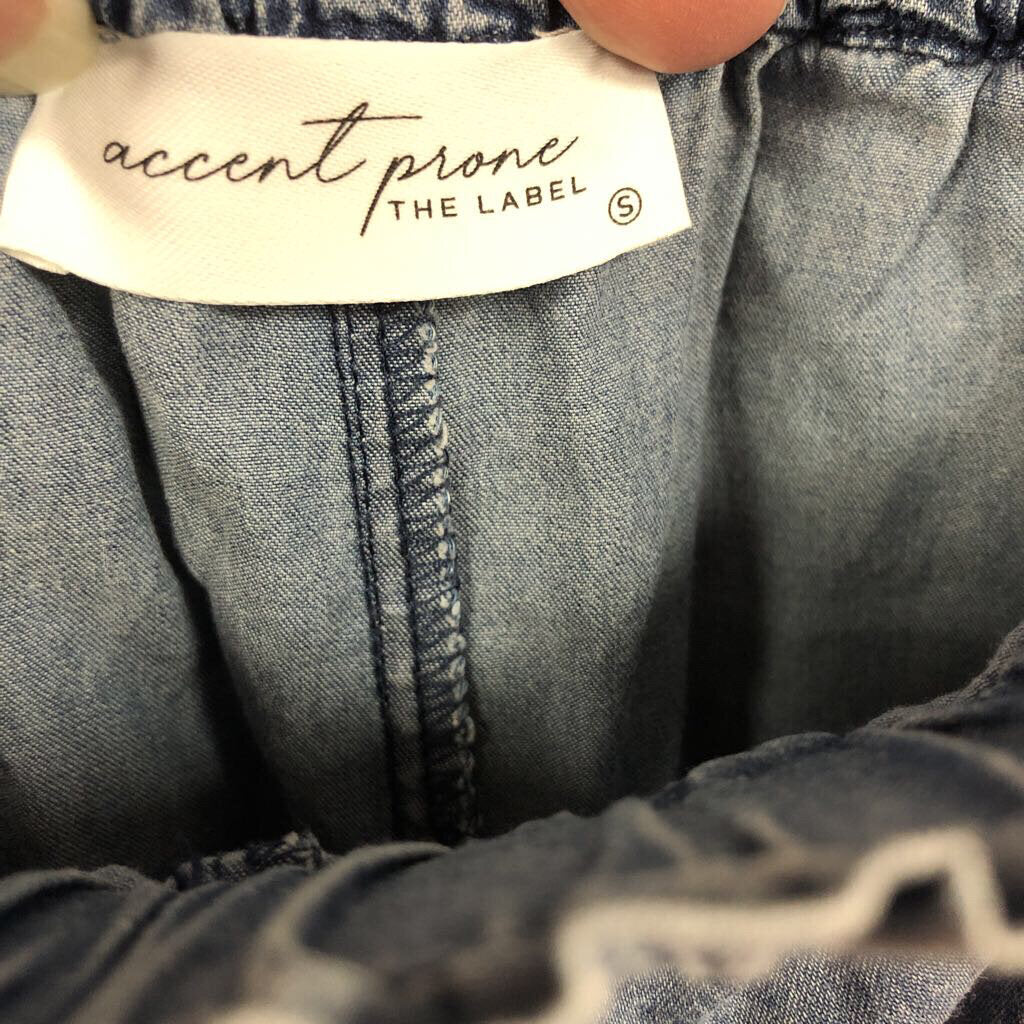 accent prone
THE LABEL
S